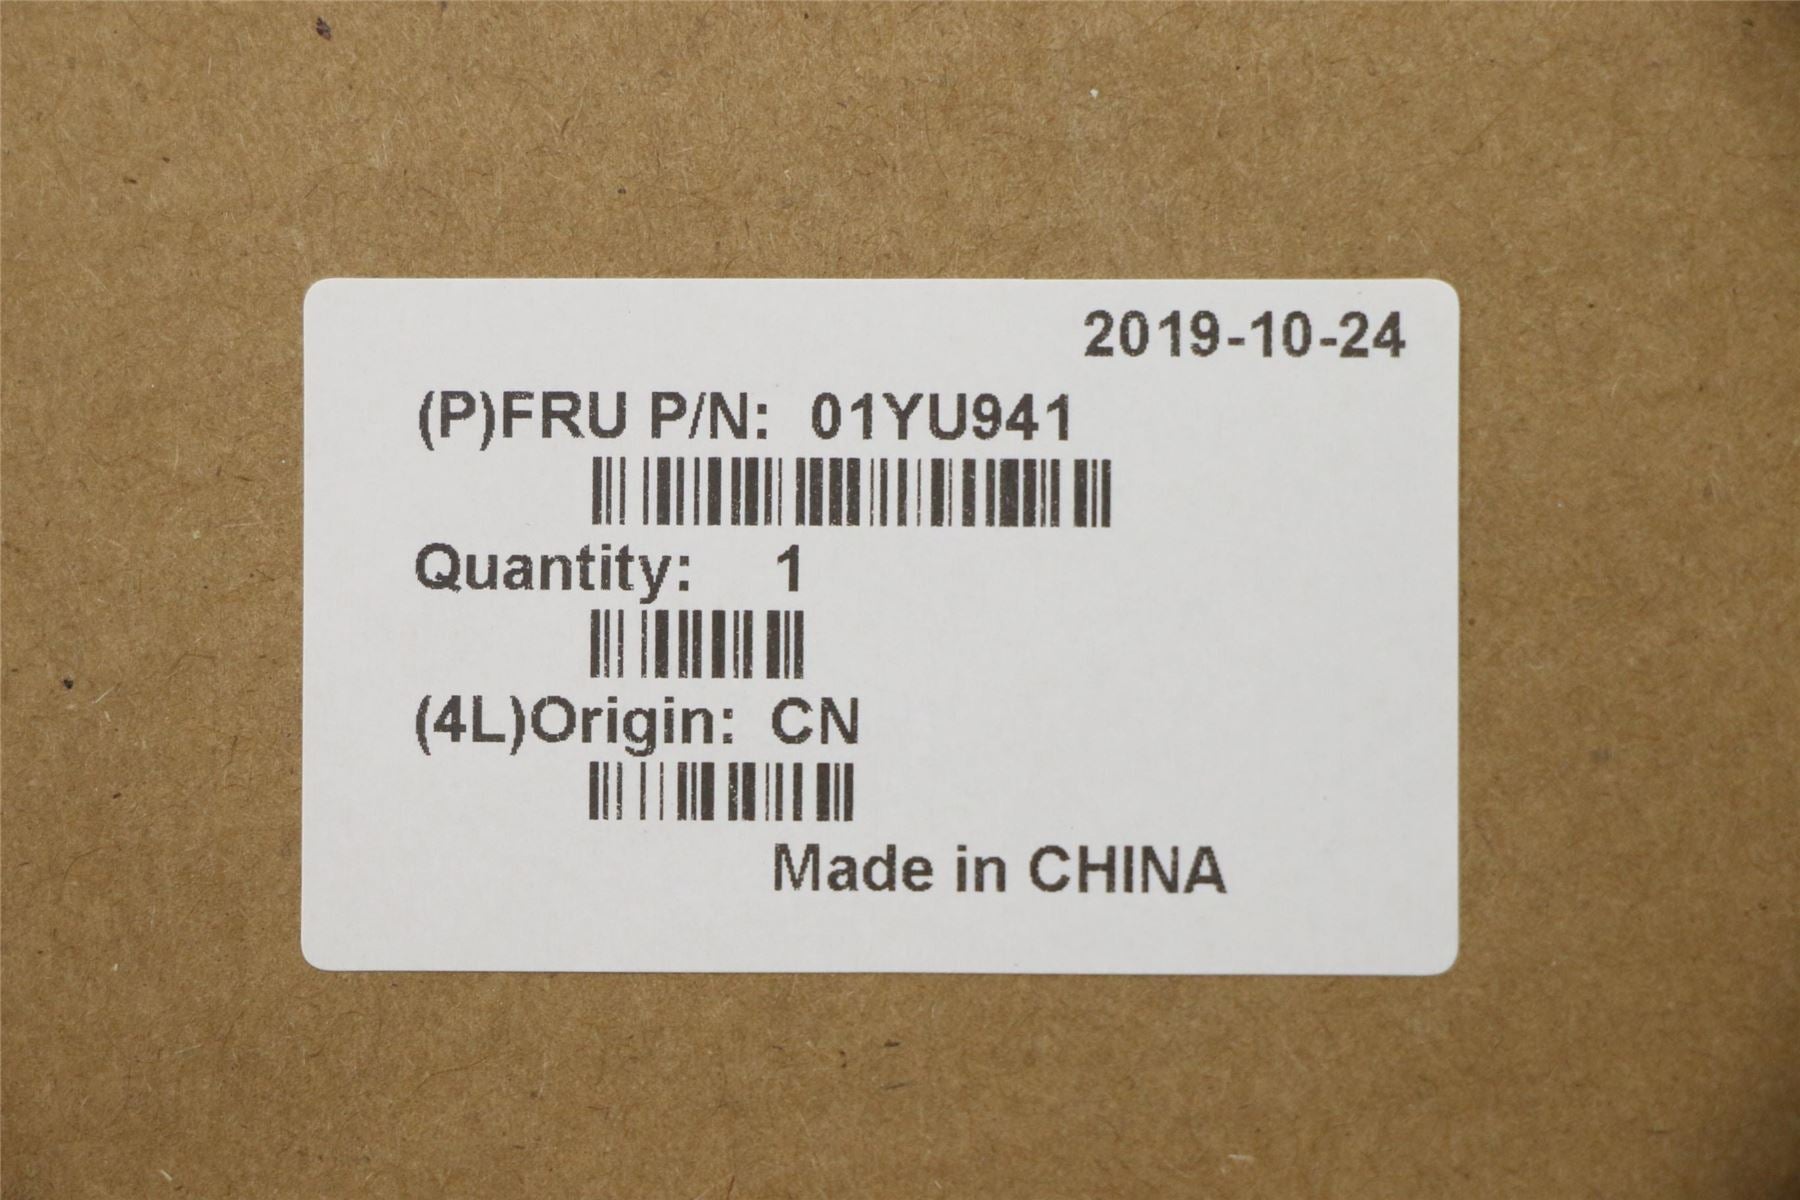 2019-10-24
(P)FRU P/N: 01YU941
Quantity: 1
(4L)Origin: CN
Made in CHINA